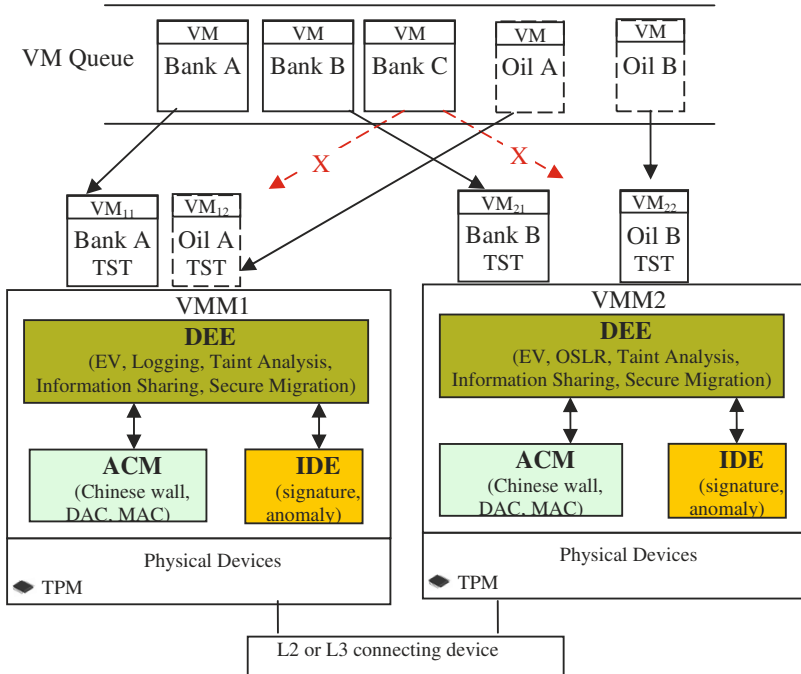 VM VM VM VM VM
VM Queue Bank A Bank B Bank C Oil A Oil B
X X
VM11 VM12 VM21 VM22
Bank A Oil A Bank B Oil B
TST TST TST TST
VMM1
DEE
(EV, Logging, Taint Analysis,
Information Sharing, Secure Migration)
ACM
(Chinese wall,
DAC, MAC)
IDE
(signature,
anomaly)
Physical Devices
TPM
VMM2
DEE
(EV, OSLR, Taint Analysis,
Information Sharing, Secure Migration)
ACM
(Chinese wall,
DAC, MAC)
IDE
(signature,
anomaly)
Physical Devices
TPM
L2 or L3 connecting device